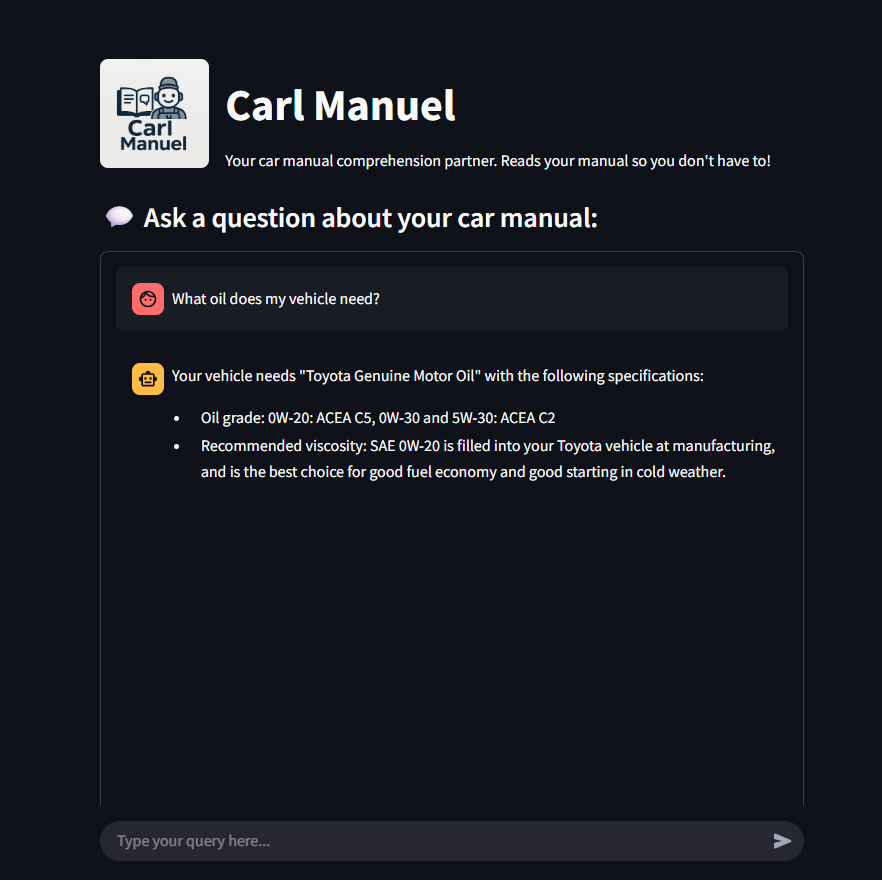 Carl
Manuel
Carl Manuel
Your car manual comprehension partner. Reads your manual so you don't have to!
Ask a question about your car manual:
What oil does my vehicle need?
Your vehicle needs "Toyota Genuine Motor Oil" with the following specifications:
• Oil grade: 0W-20: ACEA C5, 0W-30 and 5W-30: ACEA C2
• Recommended viscosity: SAE 0W-20 is filled into your Toyota vehicle at manufacturing,
and is the best choice for good fuel economy and good starting in cold weather.
Type your query here...